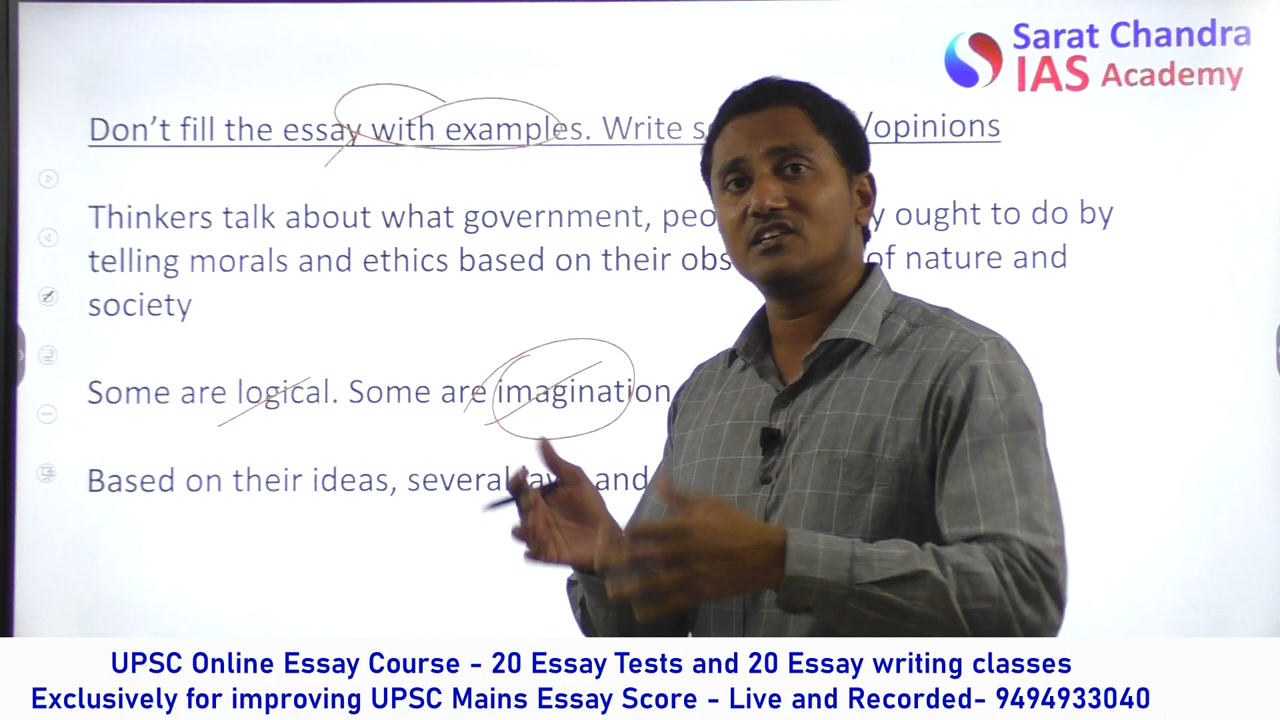 Sarat Chandra
IAS Academy
Don't fill the essay with examples. Write /opinions
Thinkers talk about what government, ought to do by
telling morals and ethics based on their of nature and
society
Some are logical. Some are imagination
Based on their ideas, several and
UPSC Online Essay Course - 20 Essay Tests and 20 Essay writing classes
Exclusively for improving UPSC Mains Essay Score - Live and Recorded- 9494933040